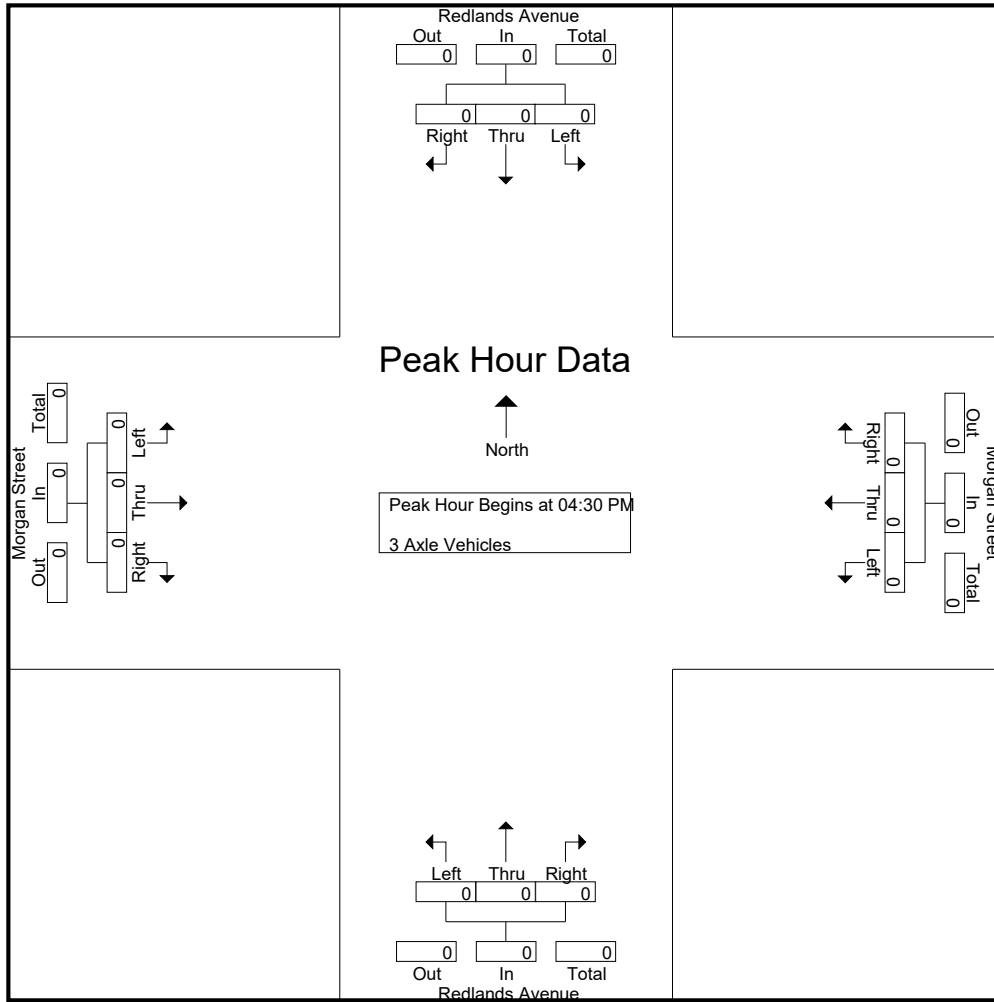 Redlands Avenue
Out In Total
0 0 0
0 0 0
Right Thru Left
Peak Hour Data
North
Peak Hour Begins at 04:30 PM
3 Axle Vehicles
Morgan Street
Out In Total
0 0 0
Right Thru Left
0 0 0
Morgan Street
Out In Total
0 0 0
0 0 0
Right Thru Left
Left Thru Right
0 0 0
0 0 0
Out In Total
Redlands Avenue